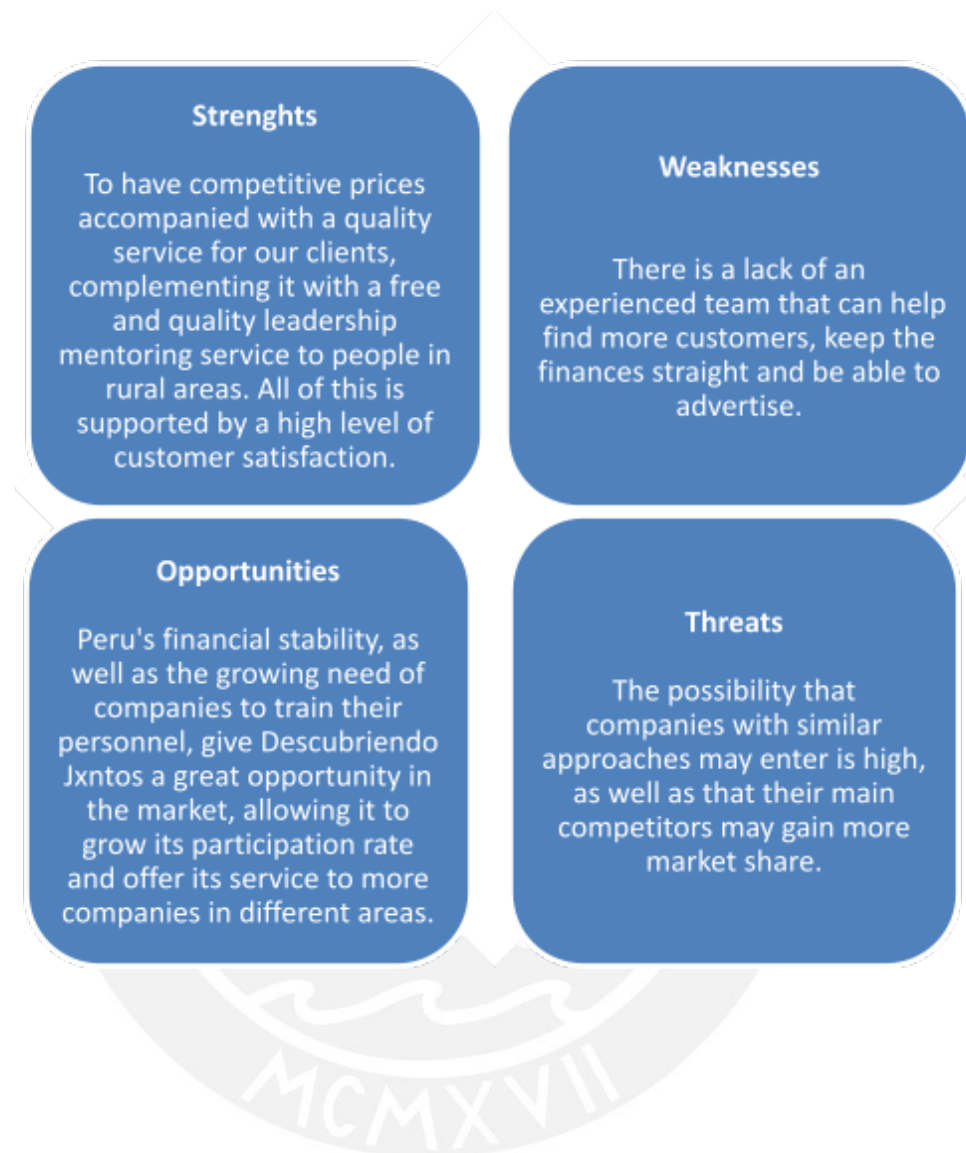 Strenghts
To have competitive prices
accompanied with a quality
service for our clients,
complementing it with a free
and quality leadership
mentoring service to people in
rural areas. All of this is
supported by a high level of
customer satisfaction.
Weaknesses
There is a lack of an
experienced team that can help
find more customers, keep the
finances straight and be able to
advertise.
Opportunities
Peru's financial stability, as
well as the growing need of
companies to train their
personnel, give Descubriendo
Jxntos a great opportunity in
the market, allowing it to
grow its participation rate
and offer its service to more
companies in different areas.
Threats
The possibility that
companies with similar
approaches may enter is high,
as well as that their main
competitors may gain more
market share.
MCMXVII